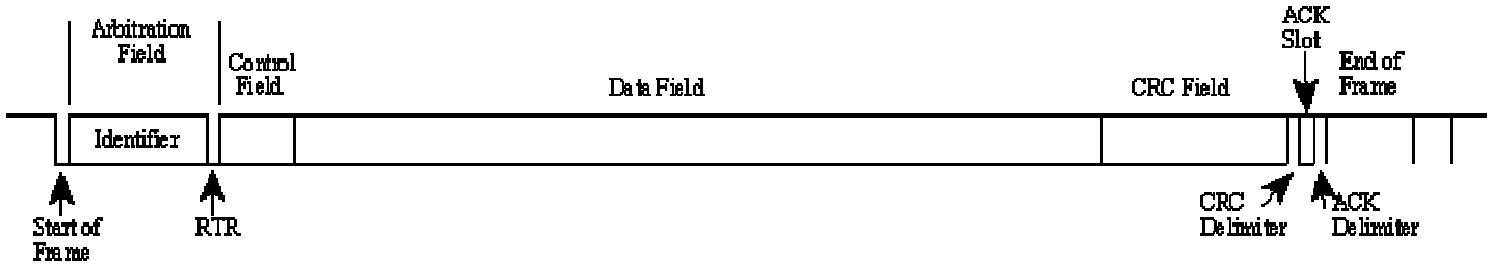 Arbitration
Field
Control
Field
Data Field
CRC Field
ACK
Slot
End of
Frame
Identifier
Start of
Frame
RTR
CRC
Delimiter
ACK
Delimiter